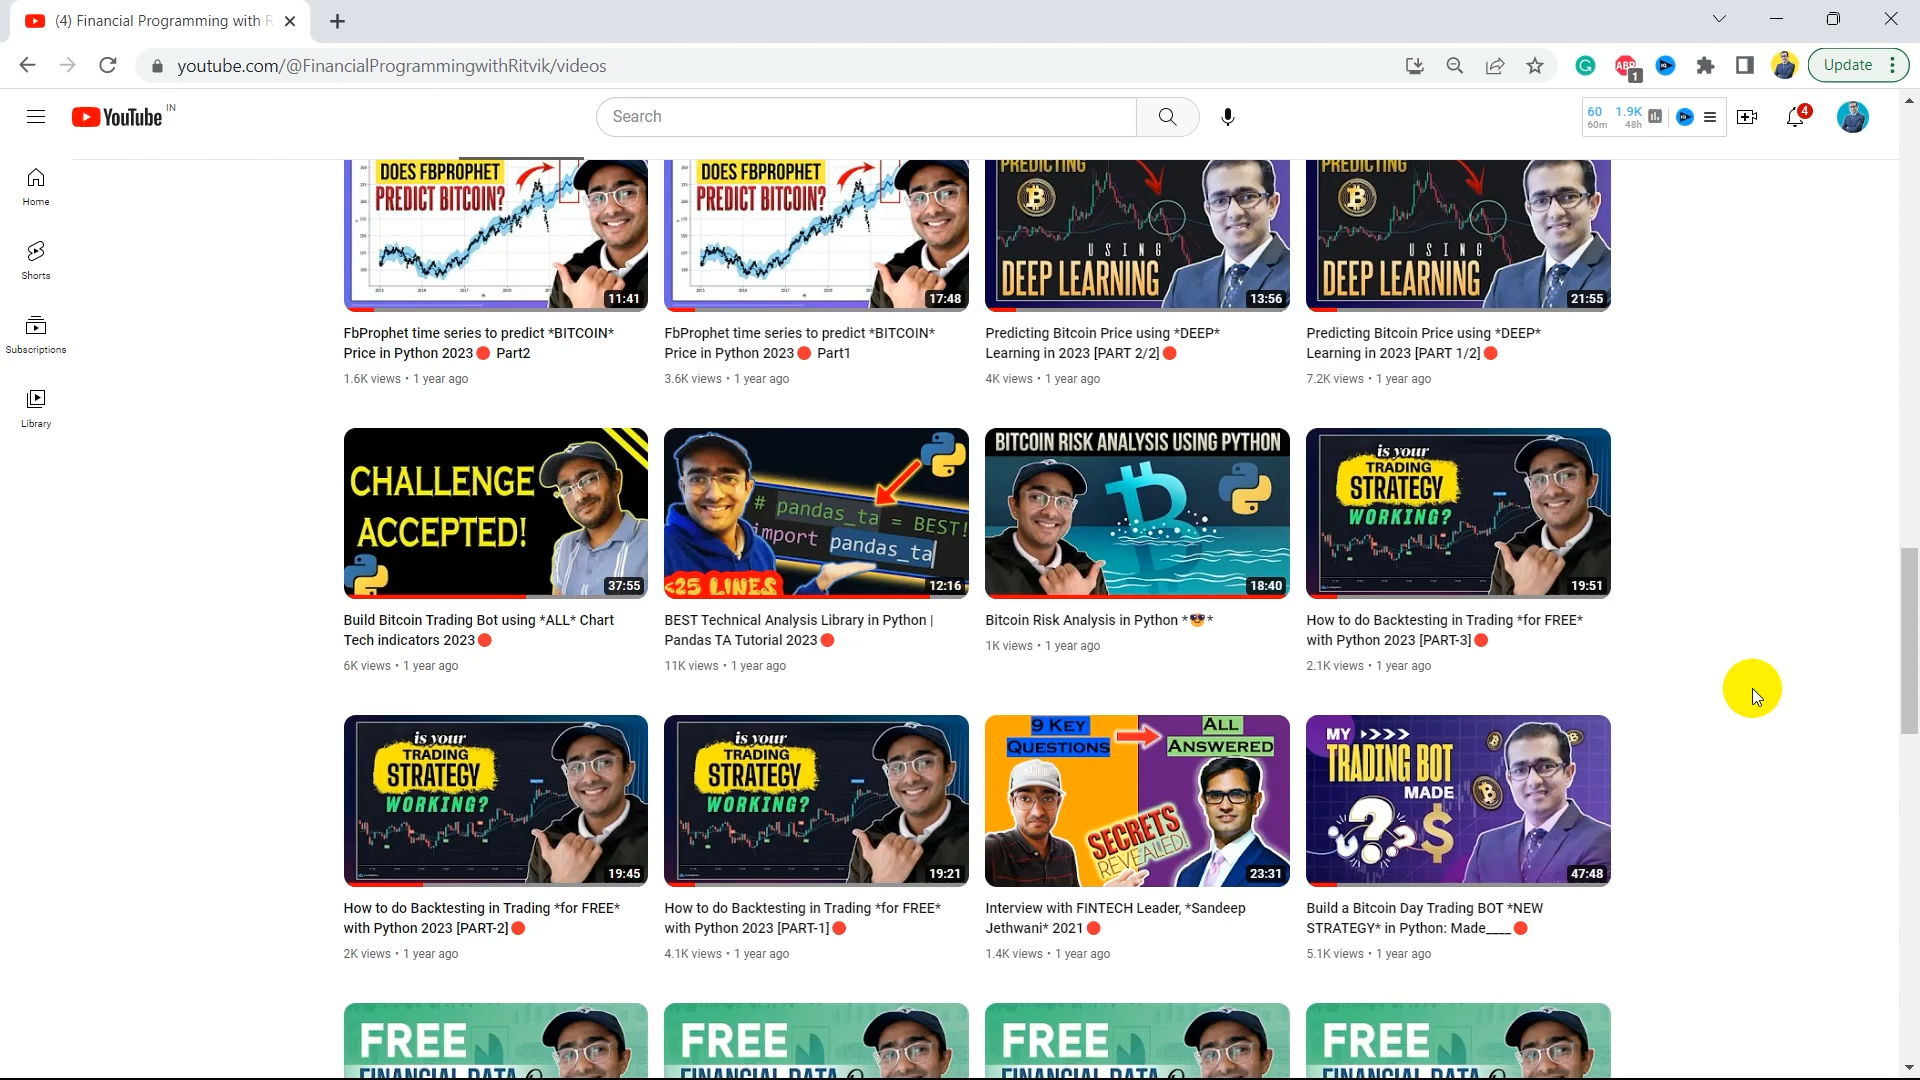 (4) Financial Programming with R
youtube.com/@FinancialProgrammingwithRitvik/videos
ABP
1
Update
YouTube
IN
Search
60
60m
1.9K
48h
4
Home
Shorts
Subscriptions
Library
DOES FBPROPHET
PREDICT BITCOIN?
11:41
DOES FBPROPHET
PREDICT BITCOIN?
17:48
PREDICTING
USING
DEEP LEARNING
13:56
PREDICTING
USING
DEEP LEARNING
21:55
FbProphet time series to predict *BITCOIN*
Price in Python 2023🔴 Part2
1.6K views • 1 year ago
FbProphet time series to predict *BITCOIN*
Price in Python 2023🔴 Part1
3.6K views • 1 year ago
Predicting Bitcoin Price using *DEEP*
Learning in 2023 [PART 2/2]🔴
4K views • 1 year ago
Predicting Bitcoin Price using *DEEP*
Learning in 2023 [PART 1/2]🔴
7.2K views • 1 year ago
CHALLENGE
ACCEPTED!
37:55
# pandas_ta = BEST!
import pandas_ta
<25 LINES
12:16
BITCOIN RISK ANALYSIS USING PYTHON
18:40
is your
TRADING
STRATEGY
WORKING?
19:51
Build Bitcoin Trading Bot using *ALL* Chart
Tech indicators 2023🔴
6K views • 1 year ago
BEST Technical Analysis Library in Python |
Pandas TA Tutorial 2023🔴
11K views • 1 year ago
Bitcoin Risk Analysis in Python *😎*
1K views • 1 year ago
How to do Backtesting in Trading *for FREE*
with Python 2023 [PART-3]🔴
2.1K views • 1 year ago
is your
TRADING
STRATEGY
WORKING?
19:45
is your
TRADING
STRATEGY
WORKING?
19:21
9 KEY
QUESTIONS
ALL
ANSWERED
SECRETS
REVEALED!
23:31
MY >>>>
TRADING BOT
MADE
$
47:48
How to do Backtesting in Trading *for FREE*
with Python 2023 [PART-2]🔴
2K views • 1 year ago
How to do Backtesting in Trading *for FREE*
with Python 2023 [PART-1]🔴
4.1K views • 1 year ago
Interview with FINTECH Leader, *Sandeep
Jethwani* 2021🔴
1.4K views • 1 year ago
Build a Bitcoin Day Trading BOT *NEW
STRATEGY* in Python: Made____🔴
5.1K views • 1 year ago
FREE
FINANCIAL DATA
FREE
FINANCIAL DATA
FREE
FINANCIAL DATA
FREE
FINANCIAL DATA